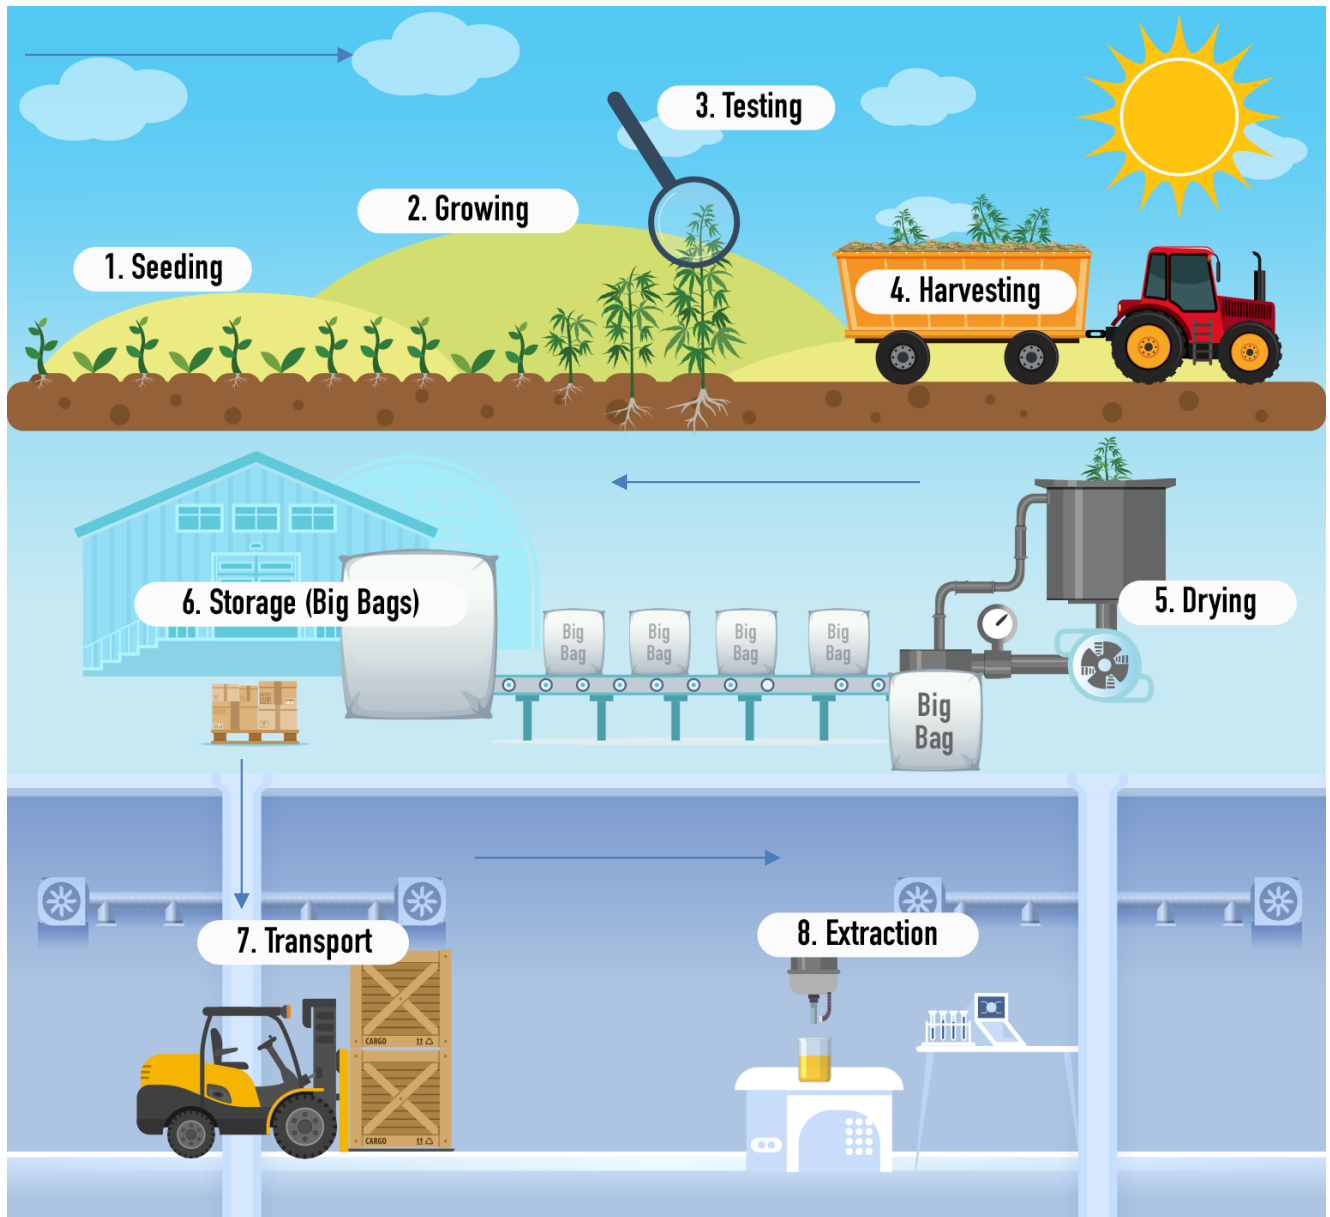 3. Testing
2. Growing
1. Seeding
4. Harvesting
6. Storage (Big Bags)
5. Drying
Big
Bag
Big
Bag
Big
Bag
Big
Bag
Big
Bag
7. Transport
8. Extraction
CARGO
CARGO